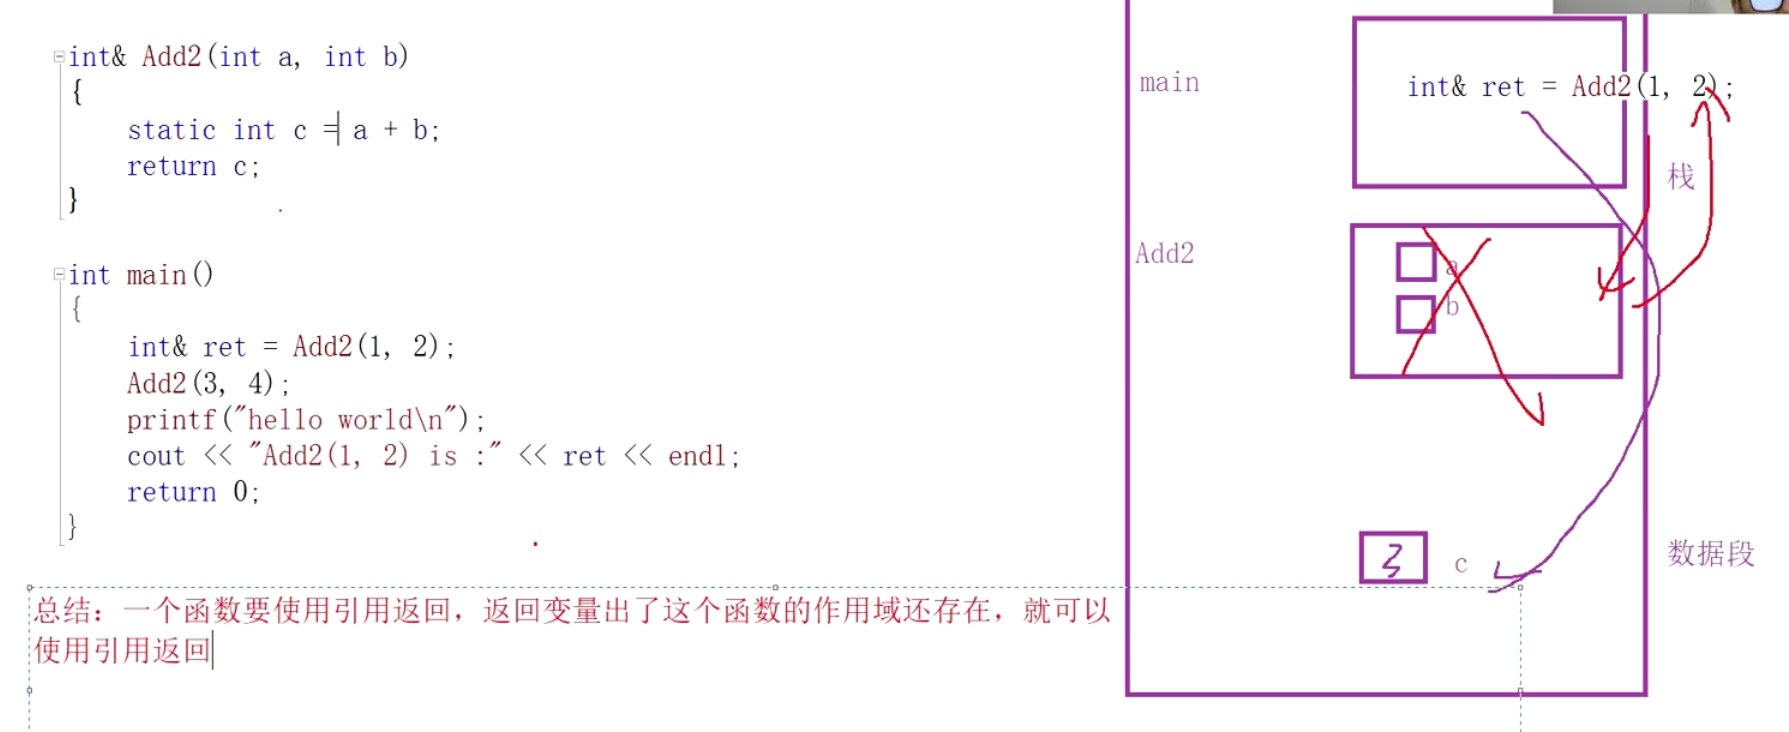 int& Add2(int a, int b)
{
static int c = a + b;
return c;
}
int main()
{
int& ret = Add2(1, 2);
Add2(3, 4);
printf("hello world\n");
cout << "Add2(1, 2) is :" << ret << endl;
return 0;
}
总结：一个函数要使用引用返回，返回变量出了这个函数的作用域还存在，就可以
使用引用返回
main
int& ret = Add2(1, 2);
栈
Add2
a
b
3 c
数据段